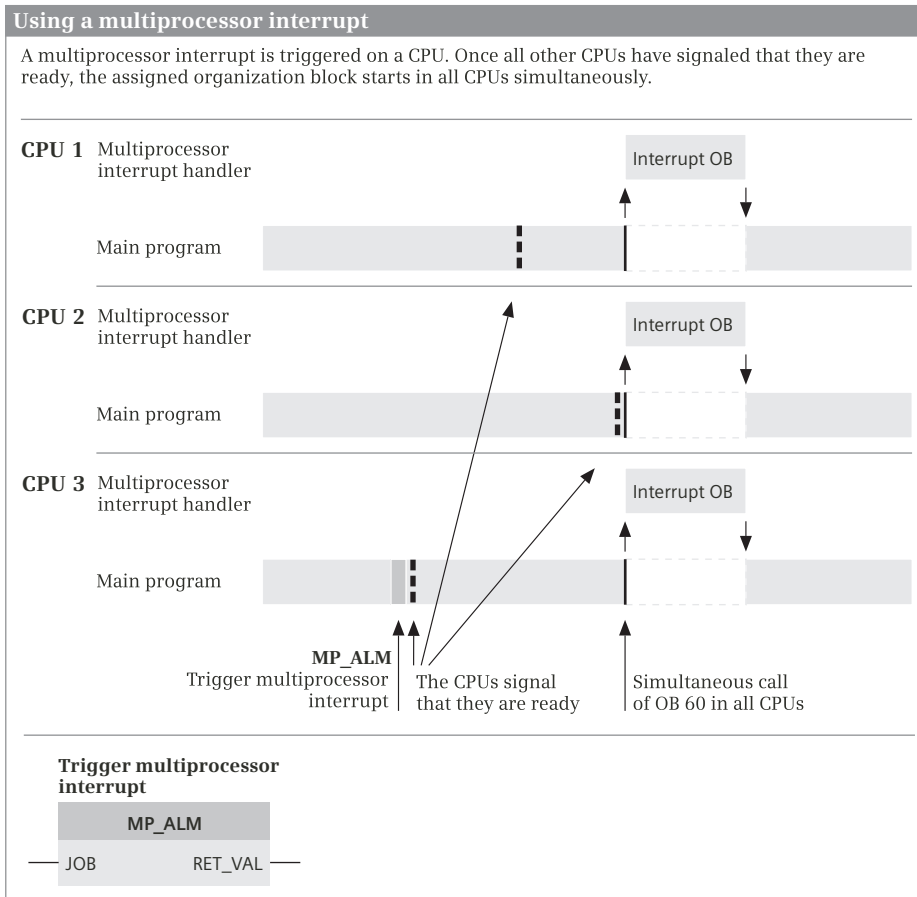 Using a multiprocessor interrupt
A multiprocessor interrupt is triggered on a CPU. Once all other CPUs have signaled that they are
ready, the assigned organization block starts in all CPUs simultaneously.
CPU 1 Multiprocessor
interrupt handler
Interrupt OB
Main program
CPU 2 Multiprocessor
interrupt handler
Interrupt OB
Main program
CPU 3 Multiprocessor
interrupt handler
Interrupt OB
Main program
MP_ALM
Trigger multiprocessor
interrupt
The CPUs signal
that they are ready
Simultaneous call
of OB 60 in all CPUs
Trigger multiprocessor
interrupt
MP_ALM
JOB RET_VAL